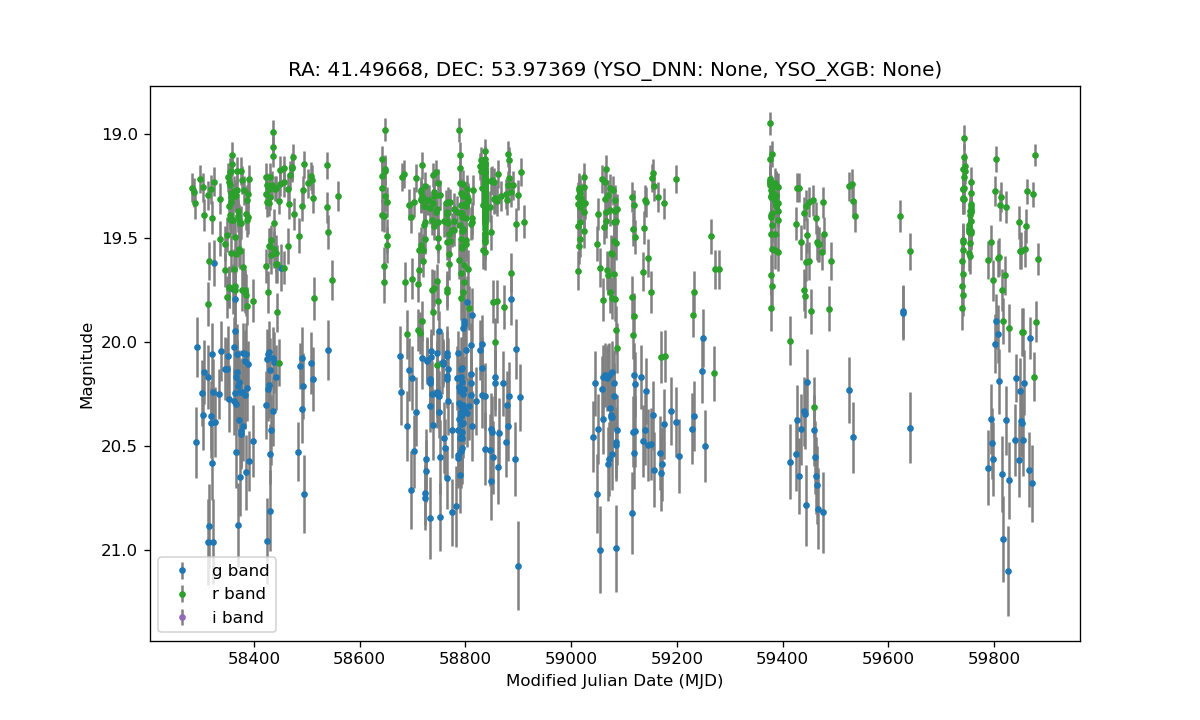 RA: 41.49668, DEC: 53.97369 (YSO_DNN: None, YSO_XGB: None)
19.0
19.5
20.0
20.5
21.0
Magnitude
g band
r band
i band
58400 58600 58800 59000 59200 59400 59600 59800
Modified Julian Date (MJD)